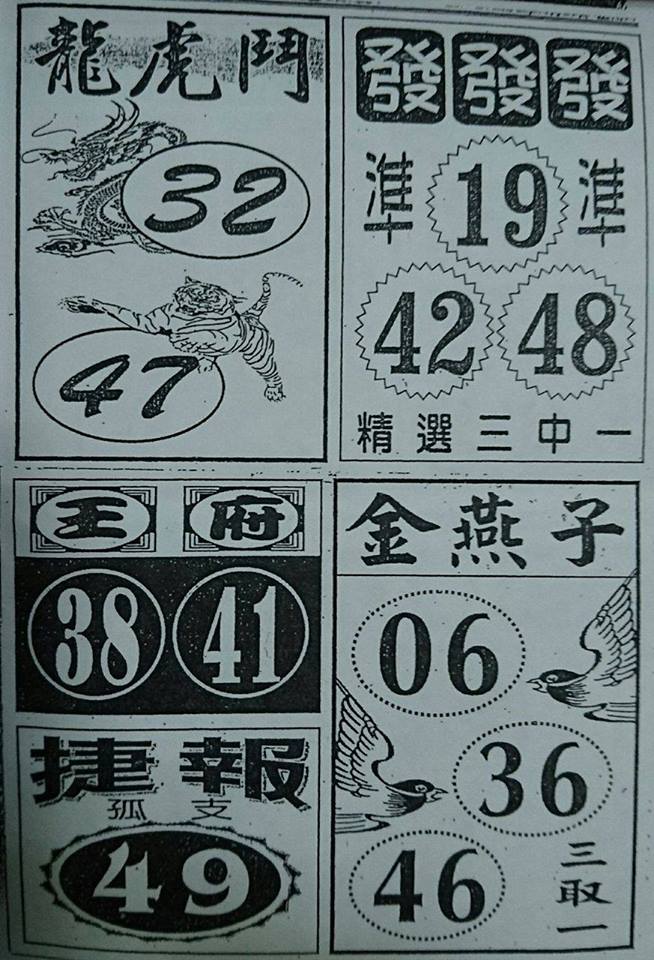 龍虎鬥
32
47
發發發
準 19 準
42 48
精選三中一
王府
38 41
捷報
孤支
49
金燕子
06
36
46
三取一